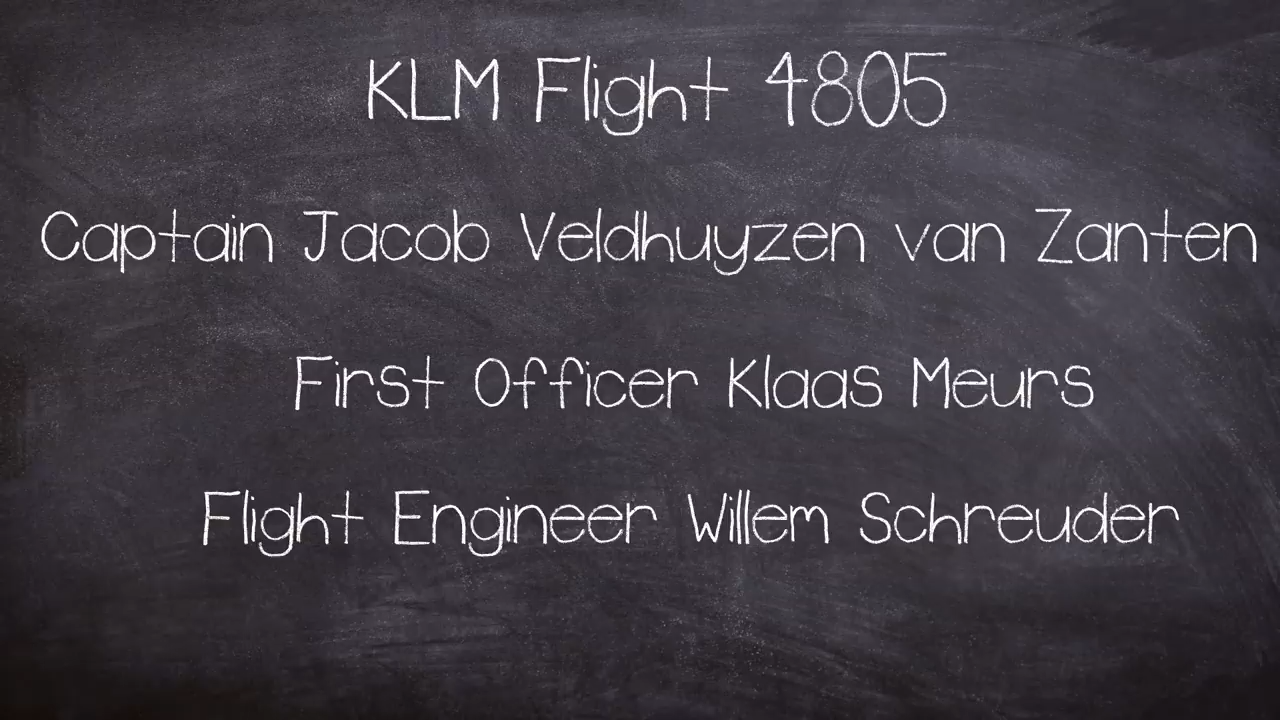 KLM Flight 4805
Captain Jacob Veldhuyzen van Zanten
First Officer Klaas Meurs
Flight Engineer Willem Schreuder